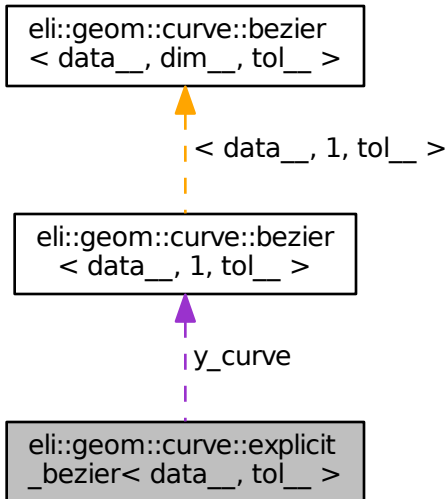 eli::geom::curve::bezier
< data__, dim__, tol__ >
< data__, 1, tol__ >
eli::geom::curve::bezier
< data__, 1, tol__ >
y_curve
eli::geom::curve::explicit
_bezier< data__, tol__ >